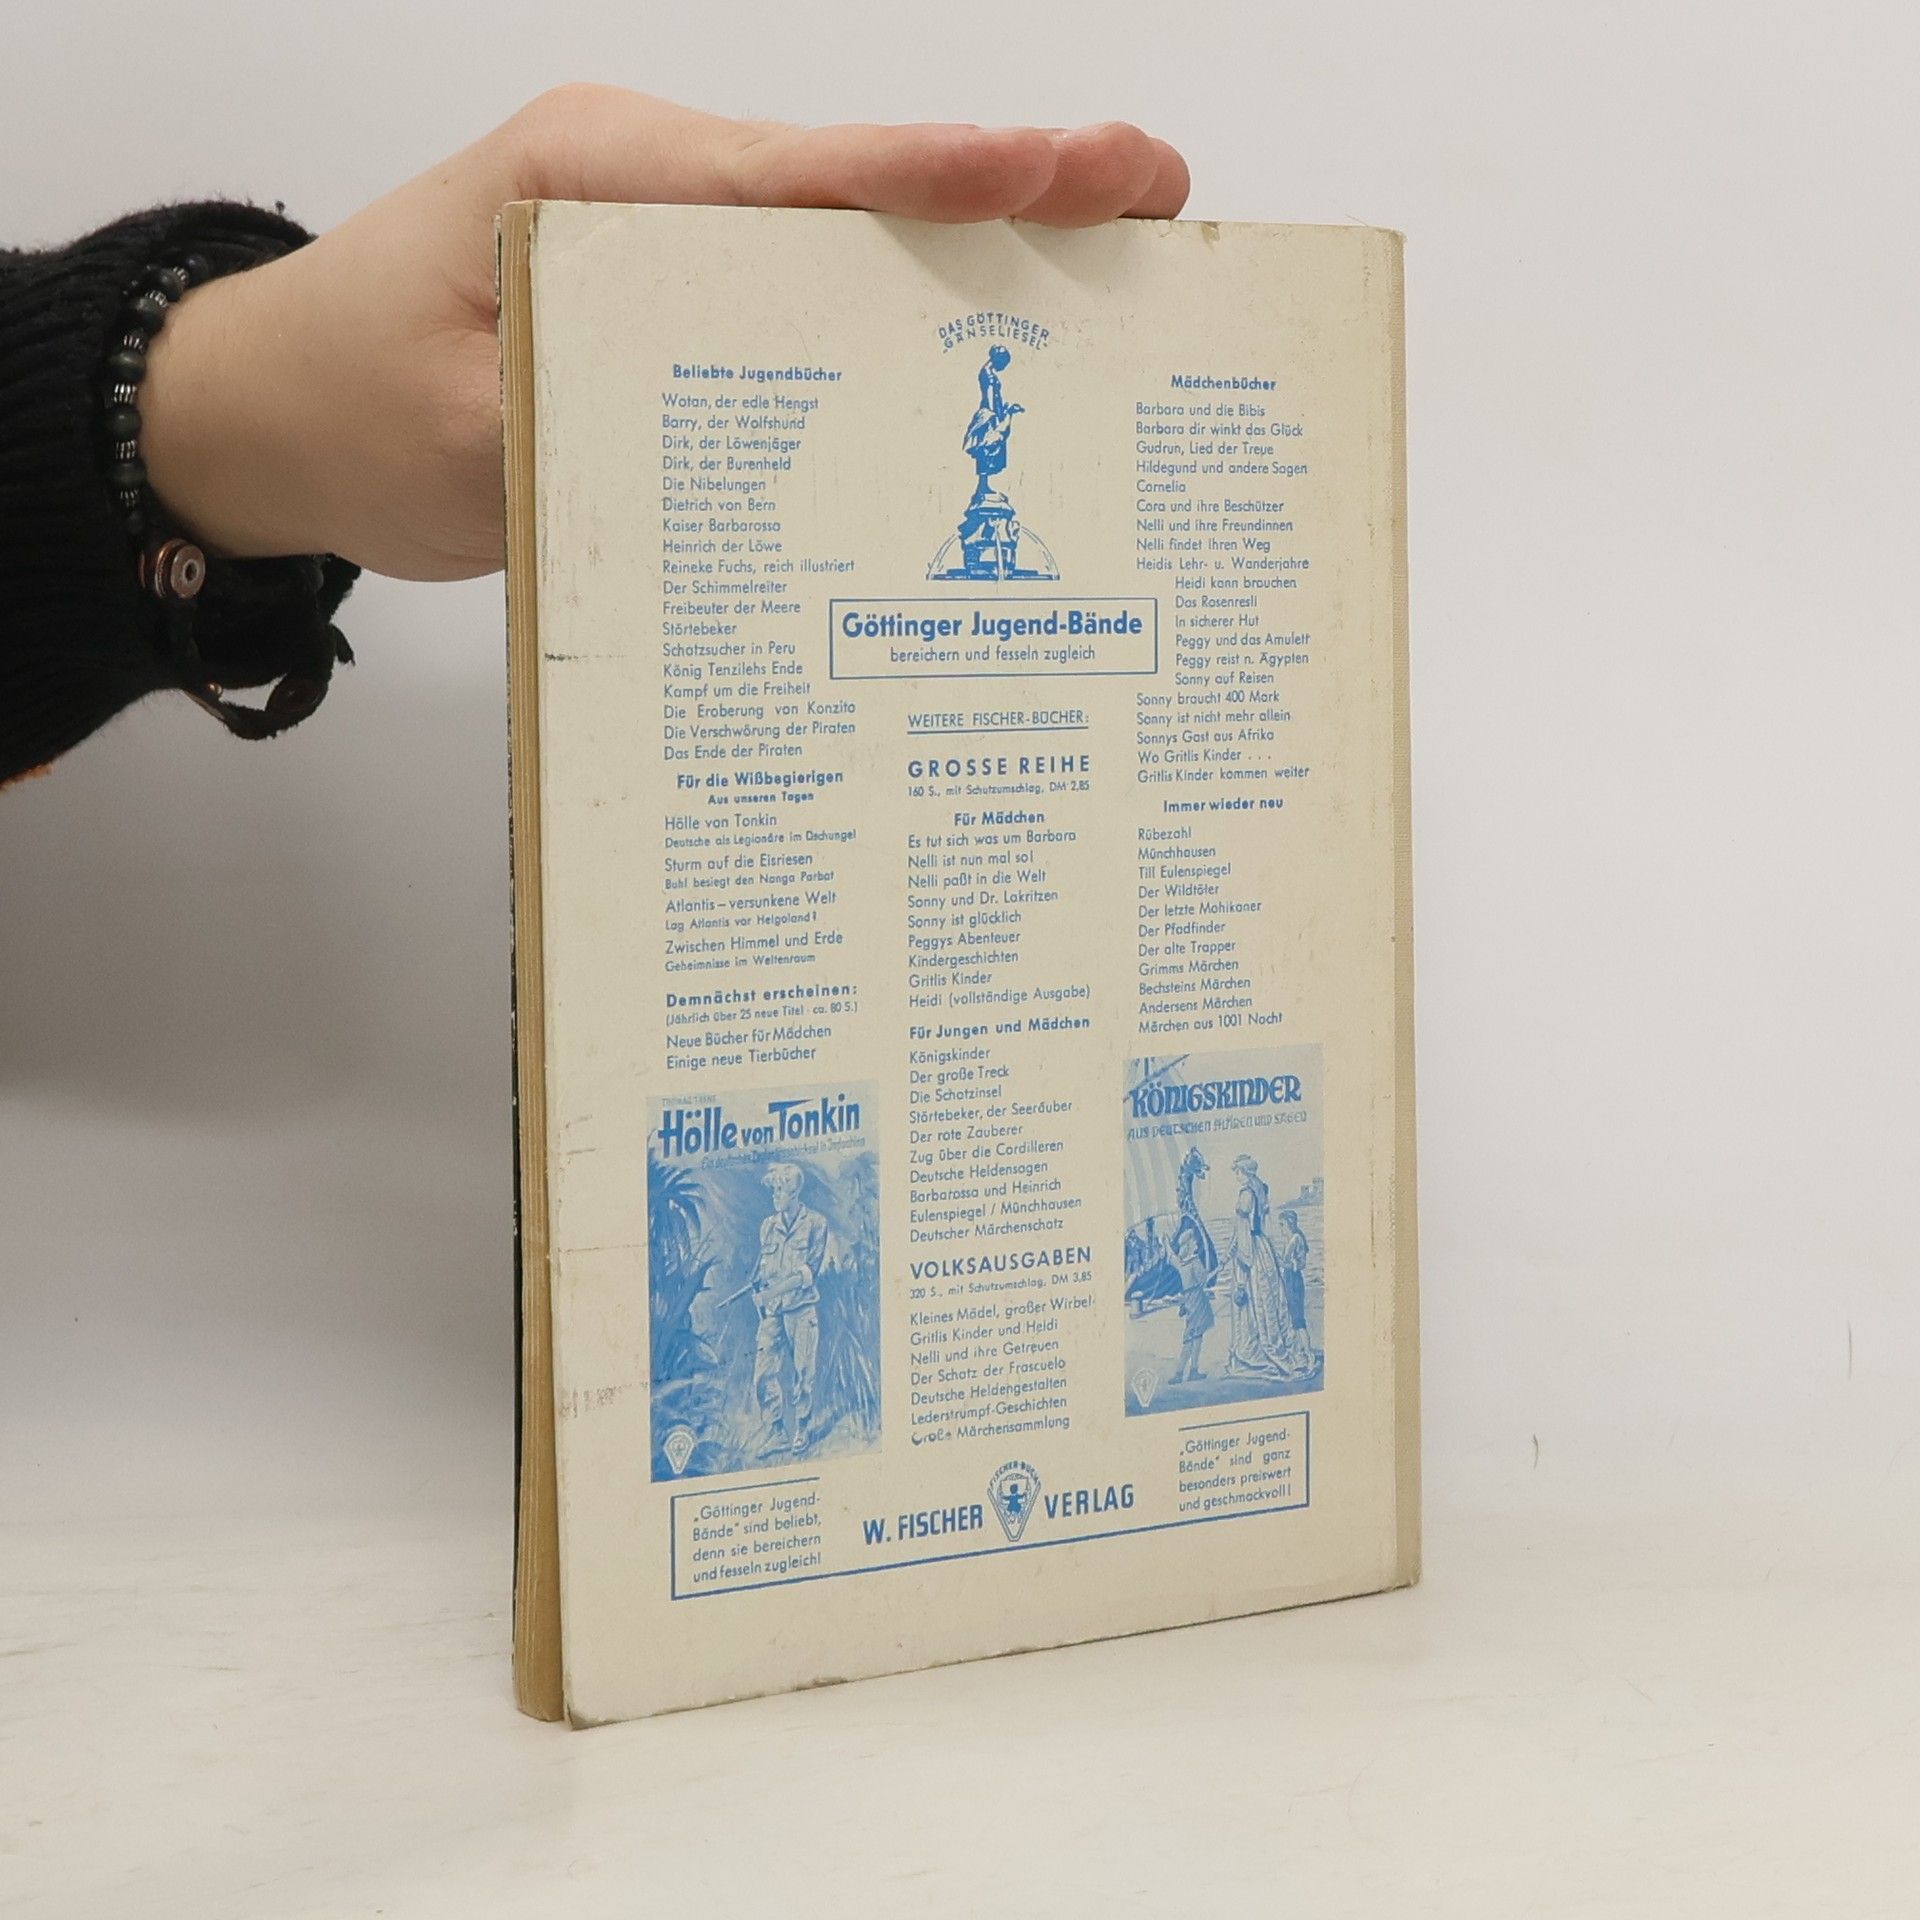 DAS GÖTTINGER
GÄNSELIESEL
Beliebte Jugendbücher
Wotan, der edle Hengst
Barry, der Wolfshund
Dirk, der Löwenjäger
Dirk, der Burenheld
Die Nibelungen
Dietrich von Bern
Kaiser Barbarossa
Heinrich der Löwe
Reineke Fuchs, reich illustriert
Der Schimmelreiter
Freibeuter der Meere
Störtebeker
Schatzsucher in Peru
König Tenzilehs Ende
Kampf um die Freiheit
Die Eroberung von Konzito
Die Verschwörung der Piraten
Das Ende der Piraten
Für die Wißbegierigen
Aus unseren Tagen
Hölle von Tonkin
Deutsche als Legionäre im Dschungel
Sturm auf die Eisriesen
Buhl besiegt den Nanga Parbat
Atlantis – versunkene Welt
Lag Atlantis vor Helgoland?
Zwischen Himmel und Erde
Geheimnisse im Weltenraum
Demnächst erscheinen:
(Jährlich über 25 neue Titel · ca. 80 S.)
Neue Bücher für Mädchen
Einige neue Tierbücher
Hölle von Tonkin
Göttinger Jugend-Bände
bereichern und fesseln zugleich
WEITERE FISCHER-BÜCHER:
GROSSE REIHE
160 S., mit Schutzumschlag, DM 2,85
Für Mädchen
Es tut sich was um Barbara
Nelli ist nun mal so!
Nelli paßt in die Welt
Sonny und Dr. Lakritzen
Sonny ist glücklich
Peggys Abenteuer
Kindergeschichten
Gritlis Kinder
Heidi (vollständige Ausgabe)
Für Jungen und Mädchen
Königskinder
Der große Treck
Die Schatzinsel
Störtebeker, der Seeräuber
Der rote Zauberer
Zug über die Cordilleren
Deutsche Heldensagen
Barbarossa und Heinrich
Eulenspiegel / Münchhausen
Deutscher Märchenschatz
VOLKSAUSGABEN
320 S., mit Schutzumschlag, DM 3,85
Kleines Mädel, großer Wirbel
Gritlis Kinder und Heidi
Nelli und ihre Getreuen
Der Schatz der Frascuelo
Deutsche Heldengestalten
Lederstrumpf-Geschichten
Große Märchensammlung
Mädchenbücher
Barbara und die Bibis
Barbara dir winkt das Glück
Gudrun, Lied der Treue
Hildegund und andere Sagen
Cornelia
Cora und ihre Beschützer
Nelli und ihre Freundinnen
Nelli findet ihren Weg
Heidis Lehr- u. Wanderjahre
Heidi kann brauchen
Das Rosenresli
In sicherer Hut
Peggy und das Amulett
Peggy reist n. Ägypten
Sonny auf Reisen
Sonny braucht 400 Mark
Sonny ist nicht mehr allein
Sonnys Gast aus Afrika
Wo Gritlis Kinder . . .
Gritlis Kinder kommen weiter
Immer wieder neu
Rübezahl
Münchhausen
Till Eulenspiegel
Der Wildtöter
Der letzte Mohikaner
Der Pfadfinder
Der alte Trapper
Grimms Märchen
Bechsteins Märchen
Andersens Märchen
Märchen aus 1001 Nacht
KÖNIGSKINDER
AUS DEUTSCHEN MÄREN UND SAGEN
„Göttinger Jugend-
Bände" sind beliebt,
denn sie bereichern
und fesseln zugleich!
W. FISCHER VERLAG
FISCHER-BUCH
„Göttinger Jugend-
Bände" sind ganz
besonders preiswert
und geschmackvoll!